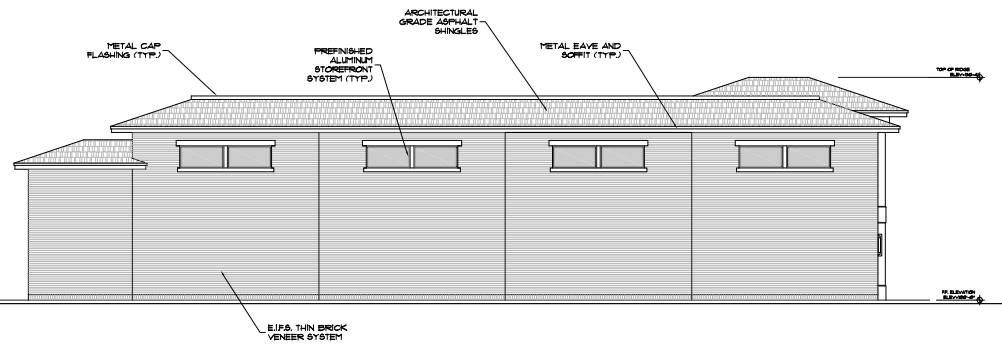 ARCHITECTURAL
GRADE ASPHALT
SHINGLES
METAL CAP
FLASHING (TYP.)
PREFINISHED
ALUMINUM
STOREFRONT
SYSTEM (TYP.)
METAL EAVE AND
SOFFIT (TYP.)
TOP OF RIDGE
F.F. ELEVATION
E.I.F.S. THIN BRICK
VENEER SYSTEM